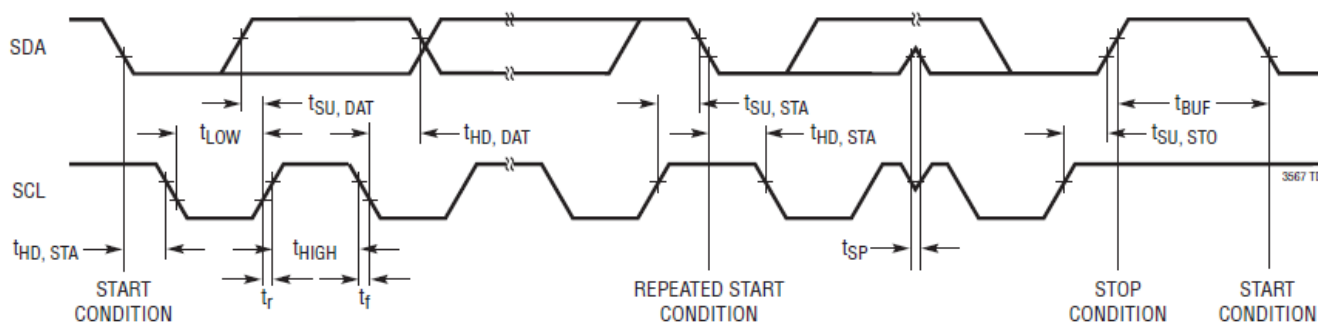 SDA
tSU, DAT
tSU, STA
tBUF
tLOW
tHD, DAT
tHD, STA
tSU, STO
SCL
3567 TD
tHD, STA
tHIGH
tSP
START
CONDITION
tr
tf
REPEATED START
CONDITION
STOP
CONDITION
START
CONDITION